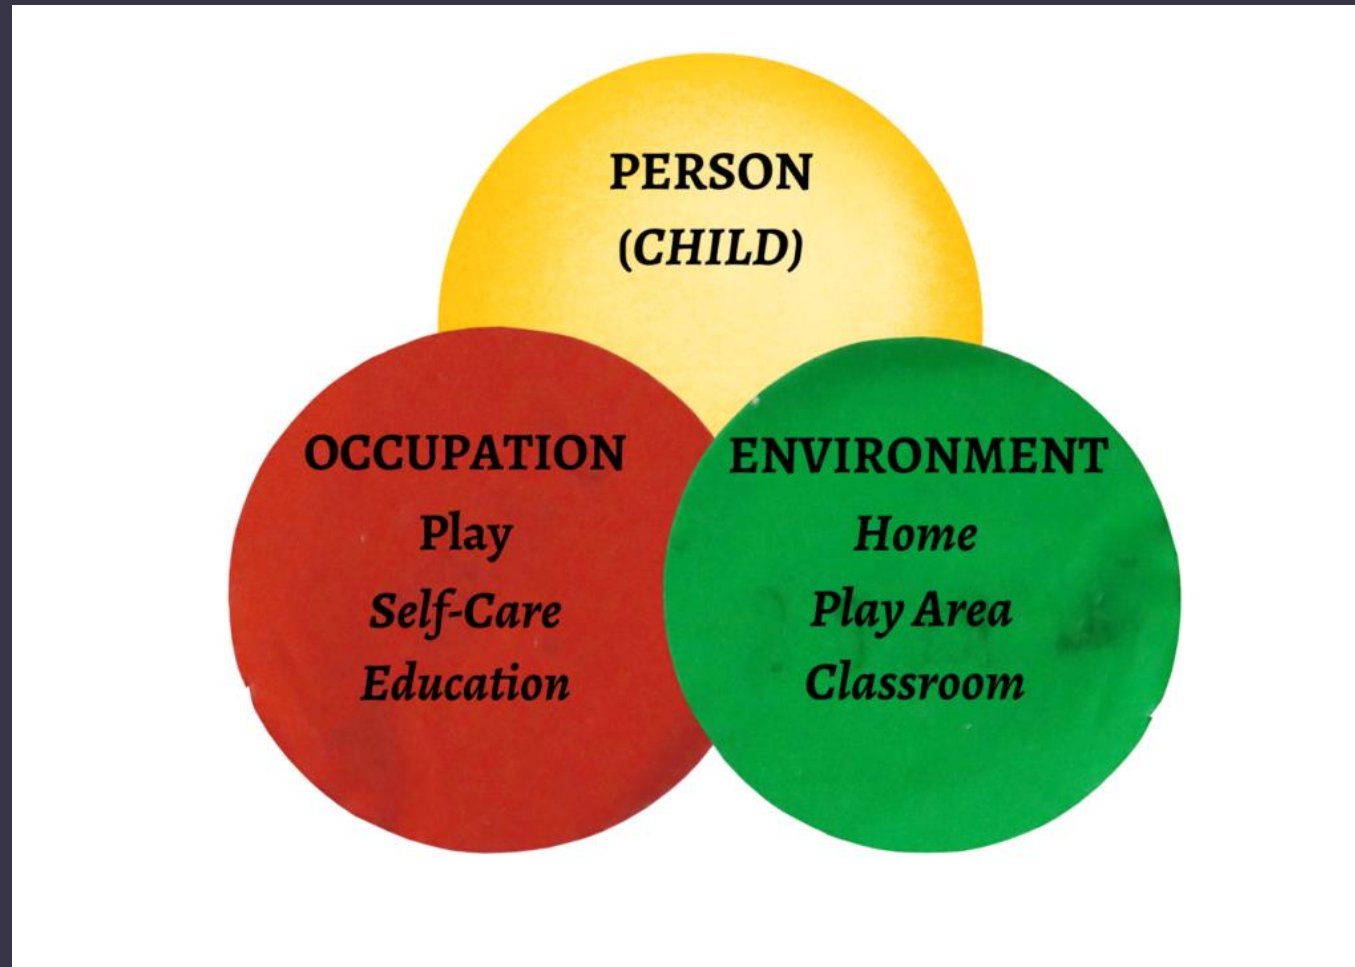 PERSON
(CHILD)
OCCUPATION
Play
Self-Care
Education
ENVIRONMENT
Home
Play Area
Classroom